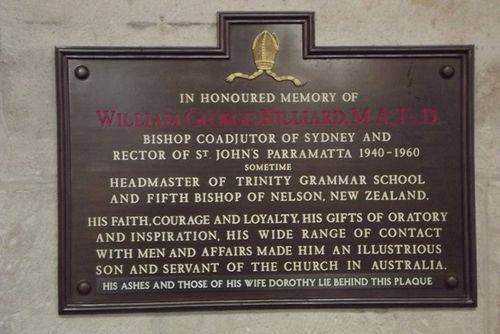 IN HONOURED MEMORY OF
WILLIAM GEORGE HILLIARD, M.A. TH.D.
BISHOP COADJUTOR OF SYDNEY AND
RECTOR OF ST. JOHN'S PARRAMATTA 1940-1960
SOMETIME
HEADMASTER OF TRINITY GRAMMAR SCHOOL
AND FIFTH BISHOP OF NELSON, NEW ZEALAND.
HIS FAITH, COURAGE AND LOYALTY, HIS GIFTS OF ORATORY
AND INSPIRATION, HIS WIDE RANGE OF CONTACT
WITH MEN AND AFFAIRS MADE HIM AN ILLUSTRIOUS
SON AND SERVANT OF THE CHURCH IN AUSTRALIA.
HIS ASHES AND THOSE OF HIS WIFE DOROTHY LIE BEHIND THIS PLAQUE